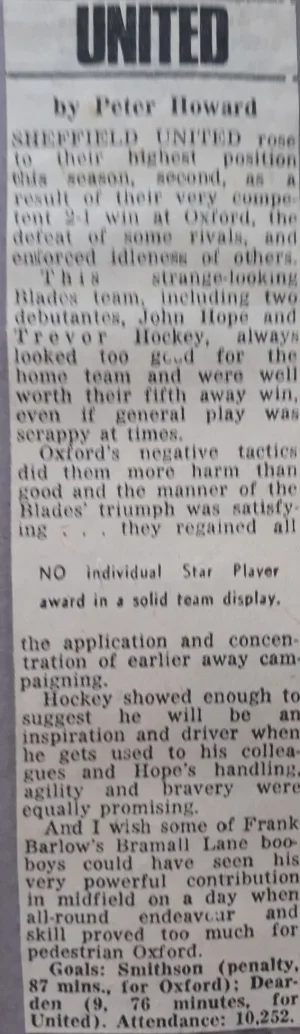 UNITED
by Peter Howard
SHEFFIELD UNITED rose
to their highest position
this season, second, as a
result of their very compe-
tent 2-1 win at Oxford, the
defeat of some rivals, and
enforced idleness of others.
This strange-looking
Blades team, including two
debutantes, John Hope and
Trevor Hockey, always
looked too good for the
home team and were well
worth their fifth away win,
even if general play was
scrappy at times.
Oxford's negative tactics
did them more harm than
good and the manner of the
Blades' triumph was satisfy-
ing . . . they regained all
NO individual Star Player
award in a solid team display.
the application and concen-
tration of earlier away cam-
paigning.
Hockey showed enough to
suggest he will be an
inspiration and driver when
he gets used to his collea-
gues and Hope's handling,
agility and bravery were
equally promising.
And I wish some of Frank
Barlow's Bramall Lane boo-
boys could have seen his
very powerful contribution
in midfield on a day when
all-round endeavour and
skill proved too much for
pedestrian Oxford.
Goals: Smithson (penalty,
87 mins., for Oxford); Dear-
den (9, 76 minutes, for
United). Attendance: 10,252.